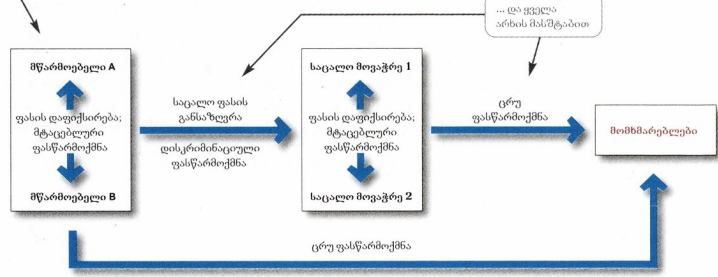 ... და ყველა
არხის მასშტაბით
მწარმოებელი A
ფასის დაფიქსირება;
მტაცებლური
ფასწარმოქმნა
მწარმოებელი B
საცალო ფასის
განსაზღვრა
დისკრიმინაციული
ფასწარმოქმნა
საცალო მოვაჭრე 1
ფასის დაფიქსირება;
მტაცებლური
ფასწარმოქმნა
საცალო მოვაჭრე 2
ცრუ
ფასწარმოქმნა
მომხმარებლები
ცრუ ფასწარმოქმნა